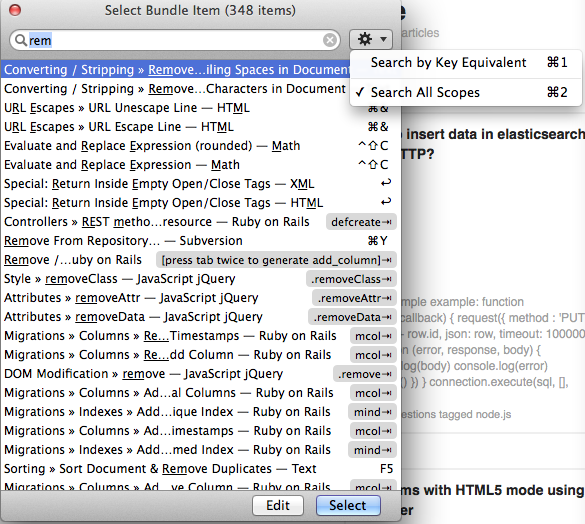 Select Bundle Item (348 items)
rem
Search by Key Equivalent ⌘1
✓ Search All Scopes ⌘2
Converting / Stripping » Remove…iling Spaces in Document
Converting / Stripping » Remove…Characters in Document
URL Escapes » URL Unescape Line — HTML ⌘&
URL Escapes » URL Escape Line — HTML ⌘&
Evaluate and Replace Expression (rounded) — Math ^⇧C
Evaluate and Replace Expression — Math ^⇧C
Special: Return Inside Empty Open/Close Tags — XML ↩
Special: Return Inside Empty Open/Close Tags — HTML ↩
Controllers » REST metho…resource — Ruby on Rails defcreate⇥
Remove From Repository… — Subversion ⌘Y
Remove /…uby on Rails [press tab twice to generate add_column]⇥
Style » removeClass — JavaScript jQuery .removeClass⇥
Attributes » removeAttr — JavaScript jQuery .removeAttr⇥
Attributes » removeData — JavaScript jQuery .removeData⇥
Migrations » Columns » Re…Timestamps — Ruby on Rails mcol⇥
Migrations » Columns » Re…dd Column — Ruby on Rails mcol⇥
DOM Modification » remove — JavaScript jQuery .remove⇥
Migrations » Columns » Ad…al Columns — Ruby on Rails mcol⇥
Migrations » Indexes » Add…ique Index — Ruby on Rails mind⇥
Migrations » Columns » Ad…imestamps — Ruby on Rails mcol⇥
Migrations » Indexes » Add…med Index — Ruby on Rails mind⇥
Sorting » Sort Document & Remove Duplicates — Text F5
Migrations » Columns » Ad…ve Column — Ruby on Rails mcol⇥
Edit Select
articles
insert data in elasticsearch
TTP?
mple example: function
callback) { request({ method : 'PUT
- row.id, json: row, timeout: 100000
n (error, response, body) {
log(body) console.log(error)
() }) } connection.execute(sql, [],
estions tagged node.js
ms with HTML5 mode using
er